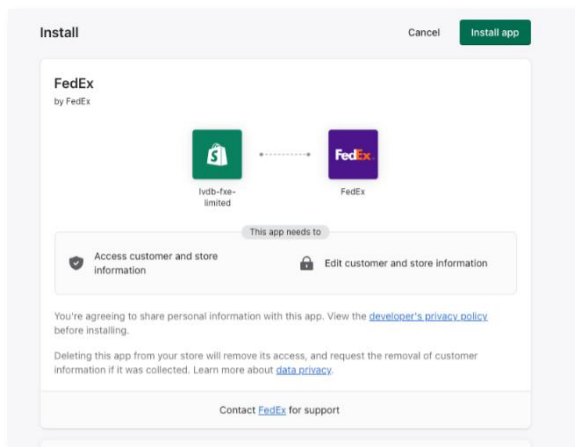 Install
Cancel
Install app
FedEx
by FedEx
FedEx
lvdb-fxe-
limited
FedEx
This app needs to
Access customer and store
information
Edit customer and store information
You're agreeing to share personal information with this app. View the developer's privacy policy
before installing.
Deleting this app from your store will remove its access, and request the removal of customer
information if it was collected. Learn more about data privacy.
Contact FedEx for support